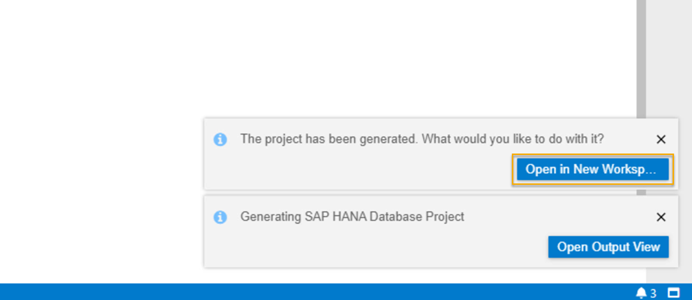 The project has been generated. What would you like to do with it?
Open in New Worksp...
Generating SAP HANA Database Project
Open Output View
3